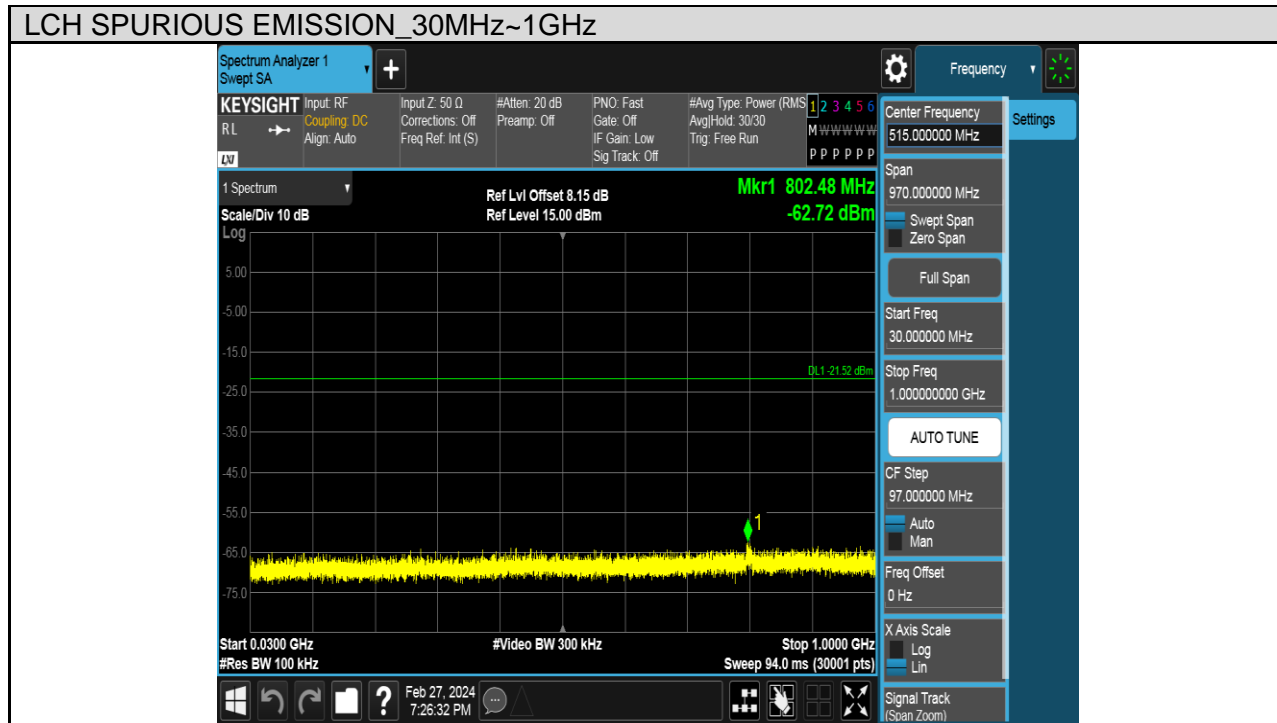 LCH SPURIOUS EMISSION_30MHz~1GHz
Spectrum Analyzer 1
Swept SA
+
Frequency
KEYSIGHT
RL
LXI
Input: RF
Coupling: DC
Align: Auto
Input Z: 50 Ω
Corrections: Off
Freq Ref: Int (S)
#Atten: 20 dB
Preamp: Off
PNO: Fast
Gate: Off
IF Gain: Low
Sig Track: Off
#Avg Type: Power (RMS
Avg|Hold: 30/30
Trig: Free Run
1 2 3 4 5 6
M W W W W W
P P P P P P
1 Spectrum
Scale/Div 10 dB
Log
Ref Lvl Offset 8.15 dB
Ref Level 15.00 dBm
Mkr1 802.48 MHz
-62.72 dBm
5.00
-5.00
-15.0
DL1 -21.52 dBm
-25.0
-35.0
-45.0
-55.0
1
-65.0
-75.0
Start 0.0300 GHz
#Res BW 100 kHz
#Video BW 300 kHz
Stop 1.0000 GHz
Sweep 94.0 ms (30001 pts)
Feb 27, 2024
7:26:32 PM
?
Center Frequency
515.000000 MHz
Settings
Span
970.000000 MHz
Swept Span
Zero Span
Full Span
Start Freq
30.000000 MHz
Stop Freq
1.000000000 GHz
AUTO TUNE
CF Step
97.000000 MHz
Auto
Man
Freq Offset
0 Hz
X Axis Scale
Log
Lin
Signal Track
(Span Zoom)